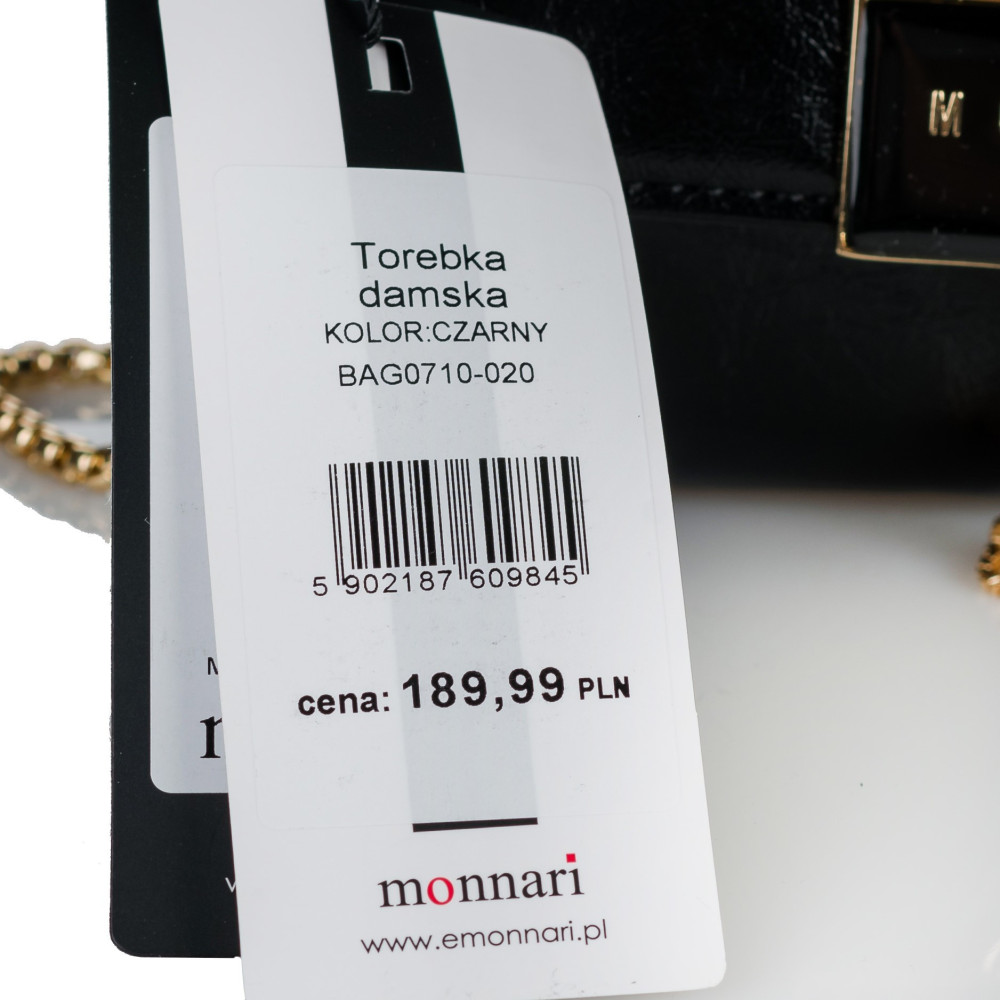 Torebka
damska
KOLOR:CZARNY
BAG0710-020
5 902187 609845
cena: 189,99 PLN
monnari
www.emonnari.pl
M